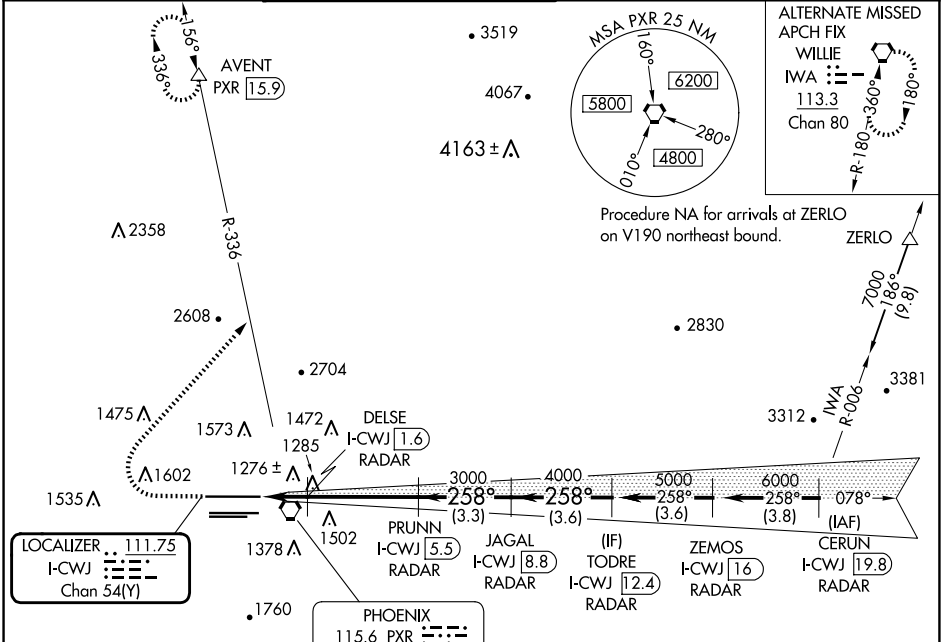 156°
336°
AVENT
PXR 15.9
3519
4067
4163 ±
MSA PXR 25 NM
160°
6200
5800
280°
4800
010°
ALTERNATE MISSED
APCH FIX
WILLIE
IWA
113.3
Chan 80
360°
180°
R-180
Procedure NA for arrivals at ZERLO
on V190 northeast bound.
ZERLO
7000
186°
(9.8)
2358
R-336
2608
2830
2704
3381
3312
IWA
R-006
1475
1573
1472
1285
DELSE
I-CWJ 1.6
RADAR
1602
1276 ±
1535
3000
258°
(3.3)
4000
258°
(3.6)
5000
258°
(3.6)
6000
258°
(3.8)
078°
1502
1378
PRUNN
I-CWJ 5.5
RADAR
JAGAL
I-CWJ 8.8
RADAR
(IF)
TODRE
I-CWJ 12.4
RADAR
ZEMOS
I-CWJ 16
RADAR
(IAF)
CERUN
I-CWJ 19.8
RADAR
LOCALIZER 111.75
I-CWJ
Chan 54(Y)
1760
PHOENIX
115.6 PXR